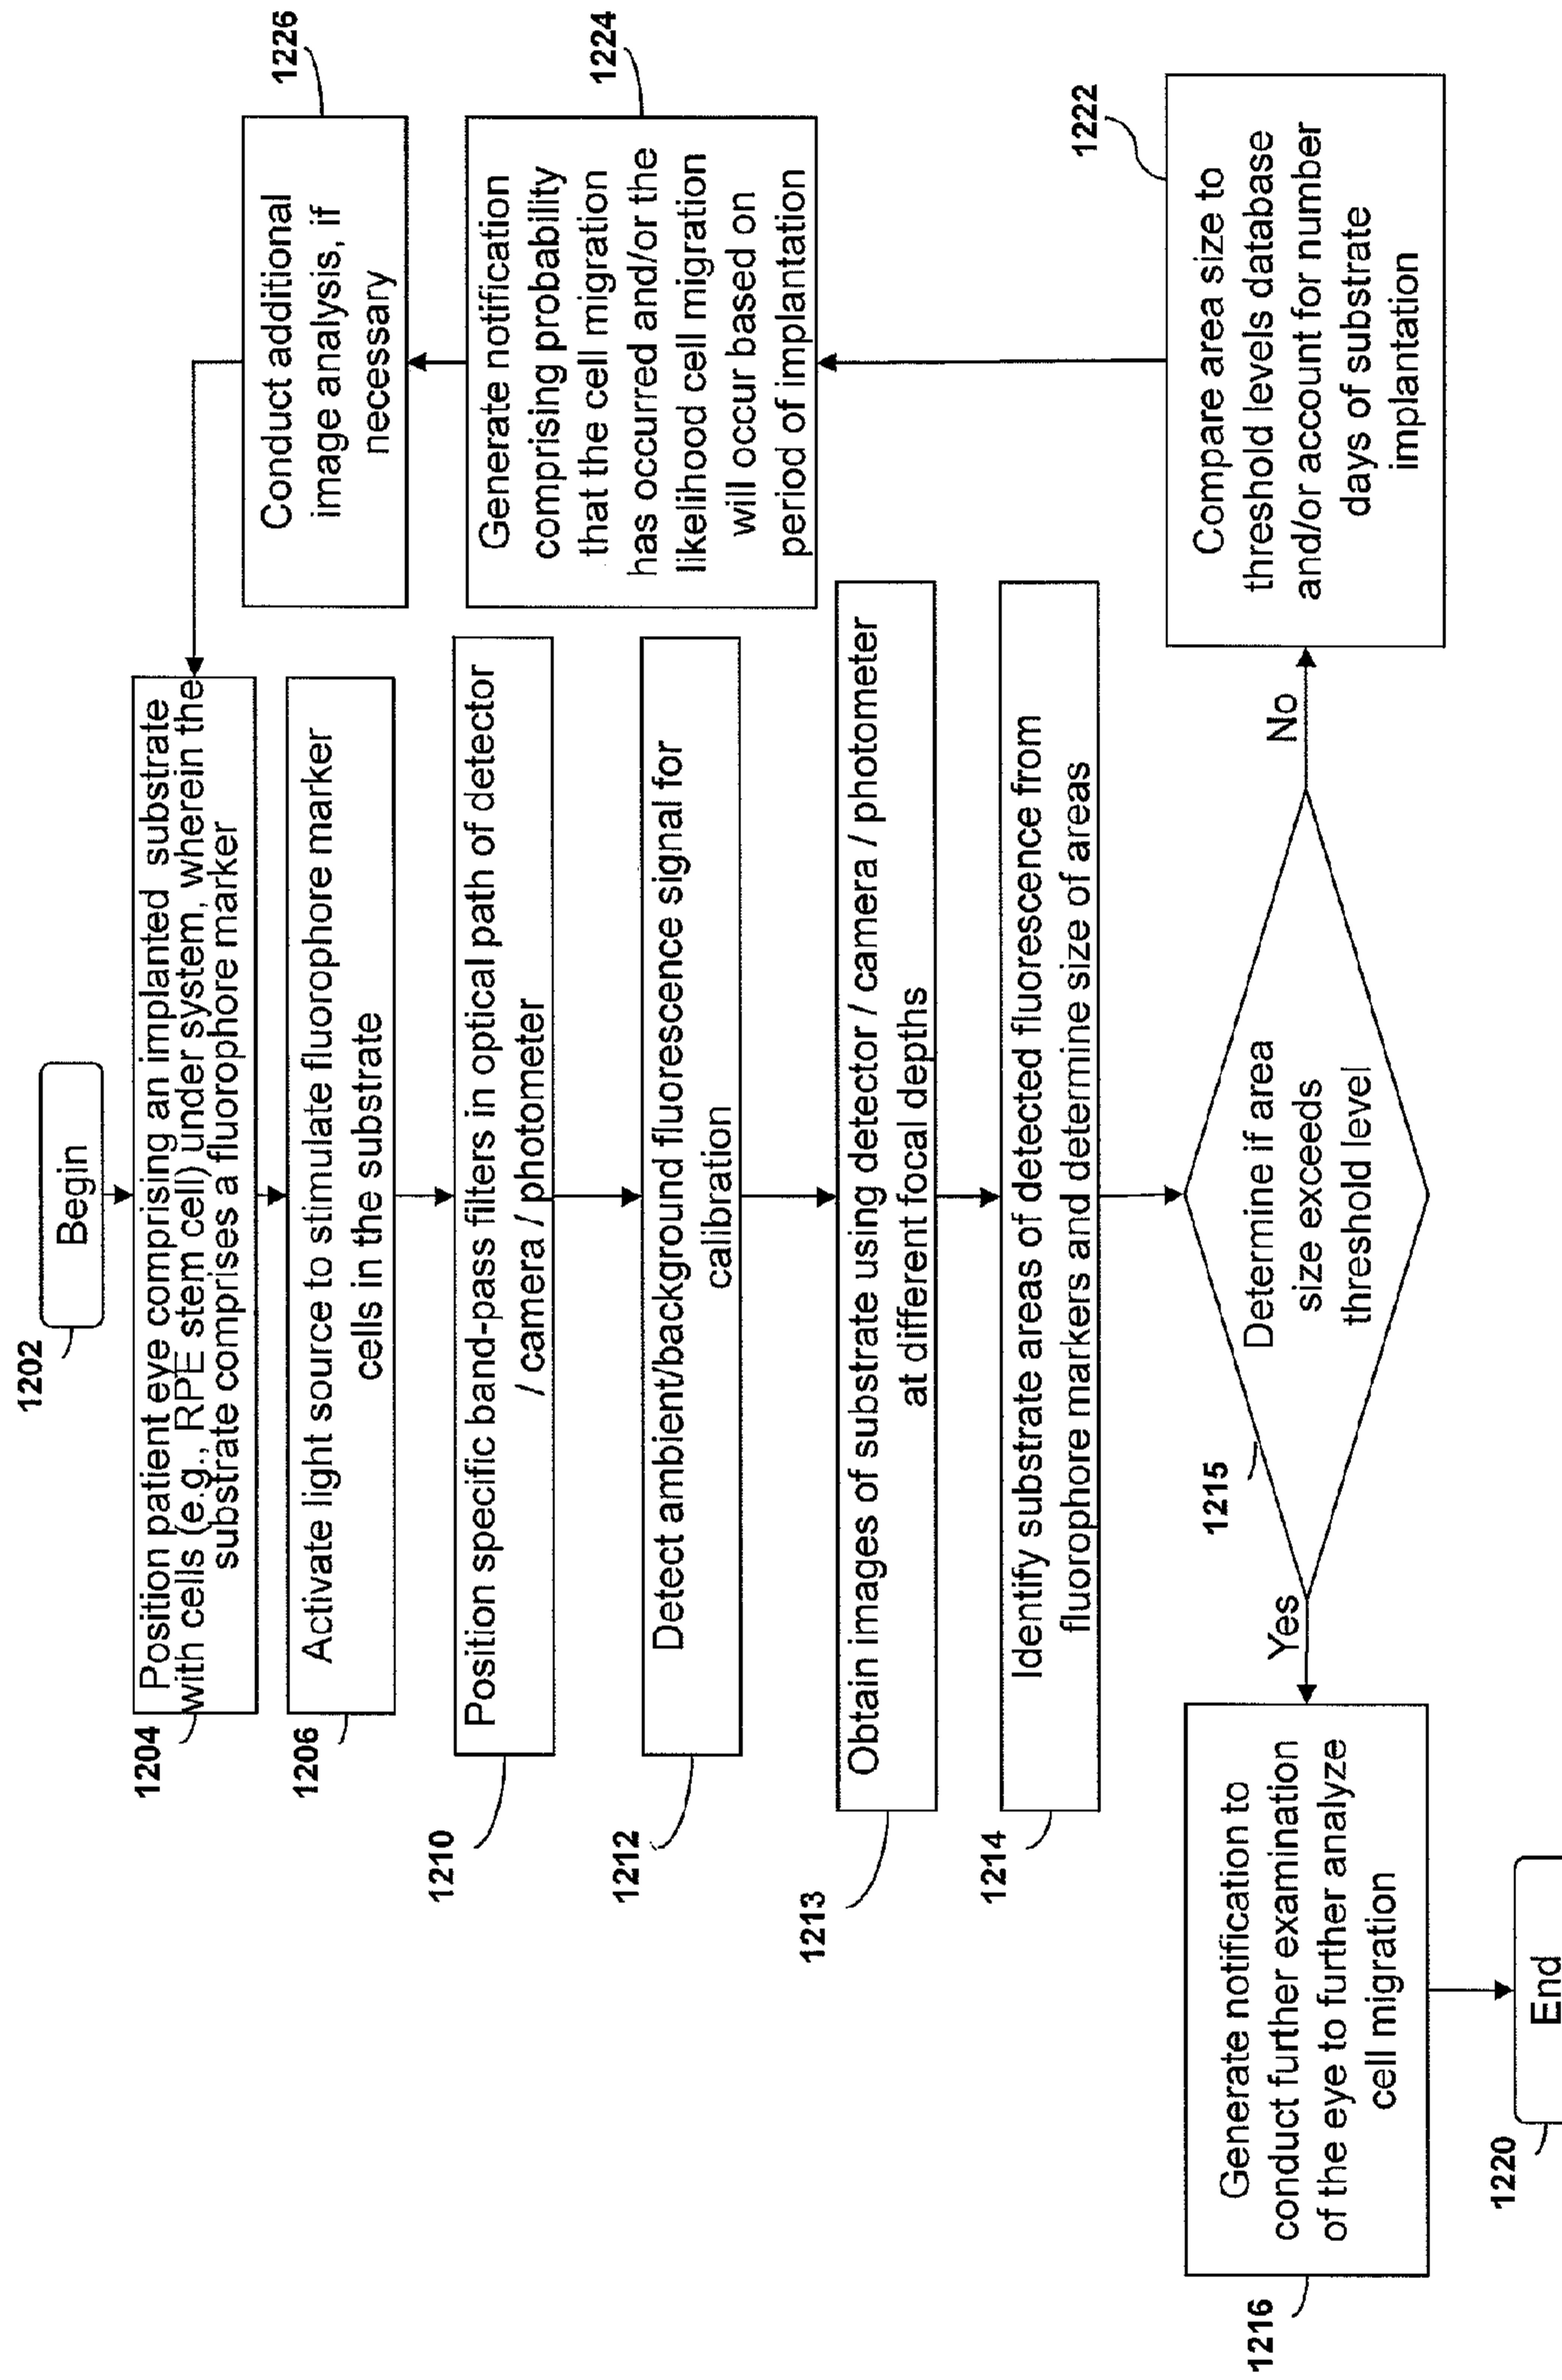 1202
Begin
1204
Position patient eye comprising an implanted substrate
with cells (e.g., RPE stem cell) under system, wherein the
substrate comprises a fluorophore marker
1206
Activate light source to stimulate fluorophore marker
cells in the substrate
1210
Position specific band-pass filters in optical path of detector
/ camera / photometer
1212
Detect ambient/background fluorescence signal for
calibration
1213
Obtain images of substrate using detector / camera / photometer
at different focal depths
1214
Identify substrate areas of detected fluorescence from
fluorophore markers and determine size of areas
1215
Determine if area
size exceeds
threshold level
Yes
No
1216
Generate notification to
conduct further examination
of the eye to further analyze
cell migration
1220
End
1222
Compare area size to
threshold levels database
and/or account for number
days of substrate
implantation
1224
Generate notification
comprising probability
that the cell migration
has occurred and/or the
likelihood cell migration
will occur based on
period of implantation
1226
Conduct additional
image analysis, if
necessary